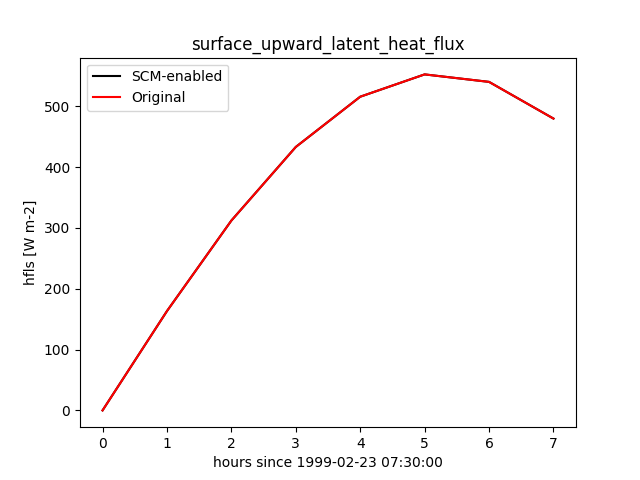 surface_upward_latent_heat_flux
SCM-enabled
Original
hfls [W m-2]
500
400
300
200
100
0
0 1 2 3 4 5 6 7
hours since 1999-02-23 07:30:00